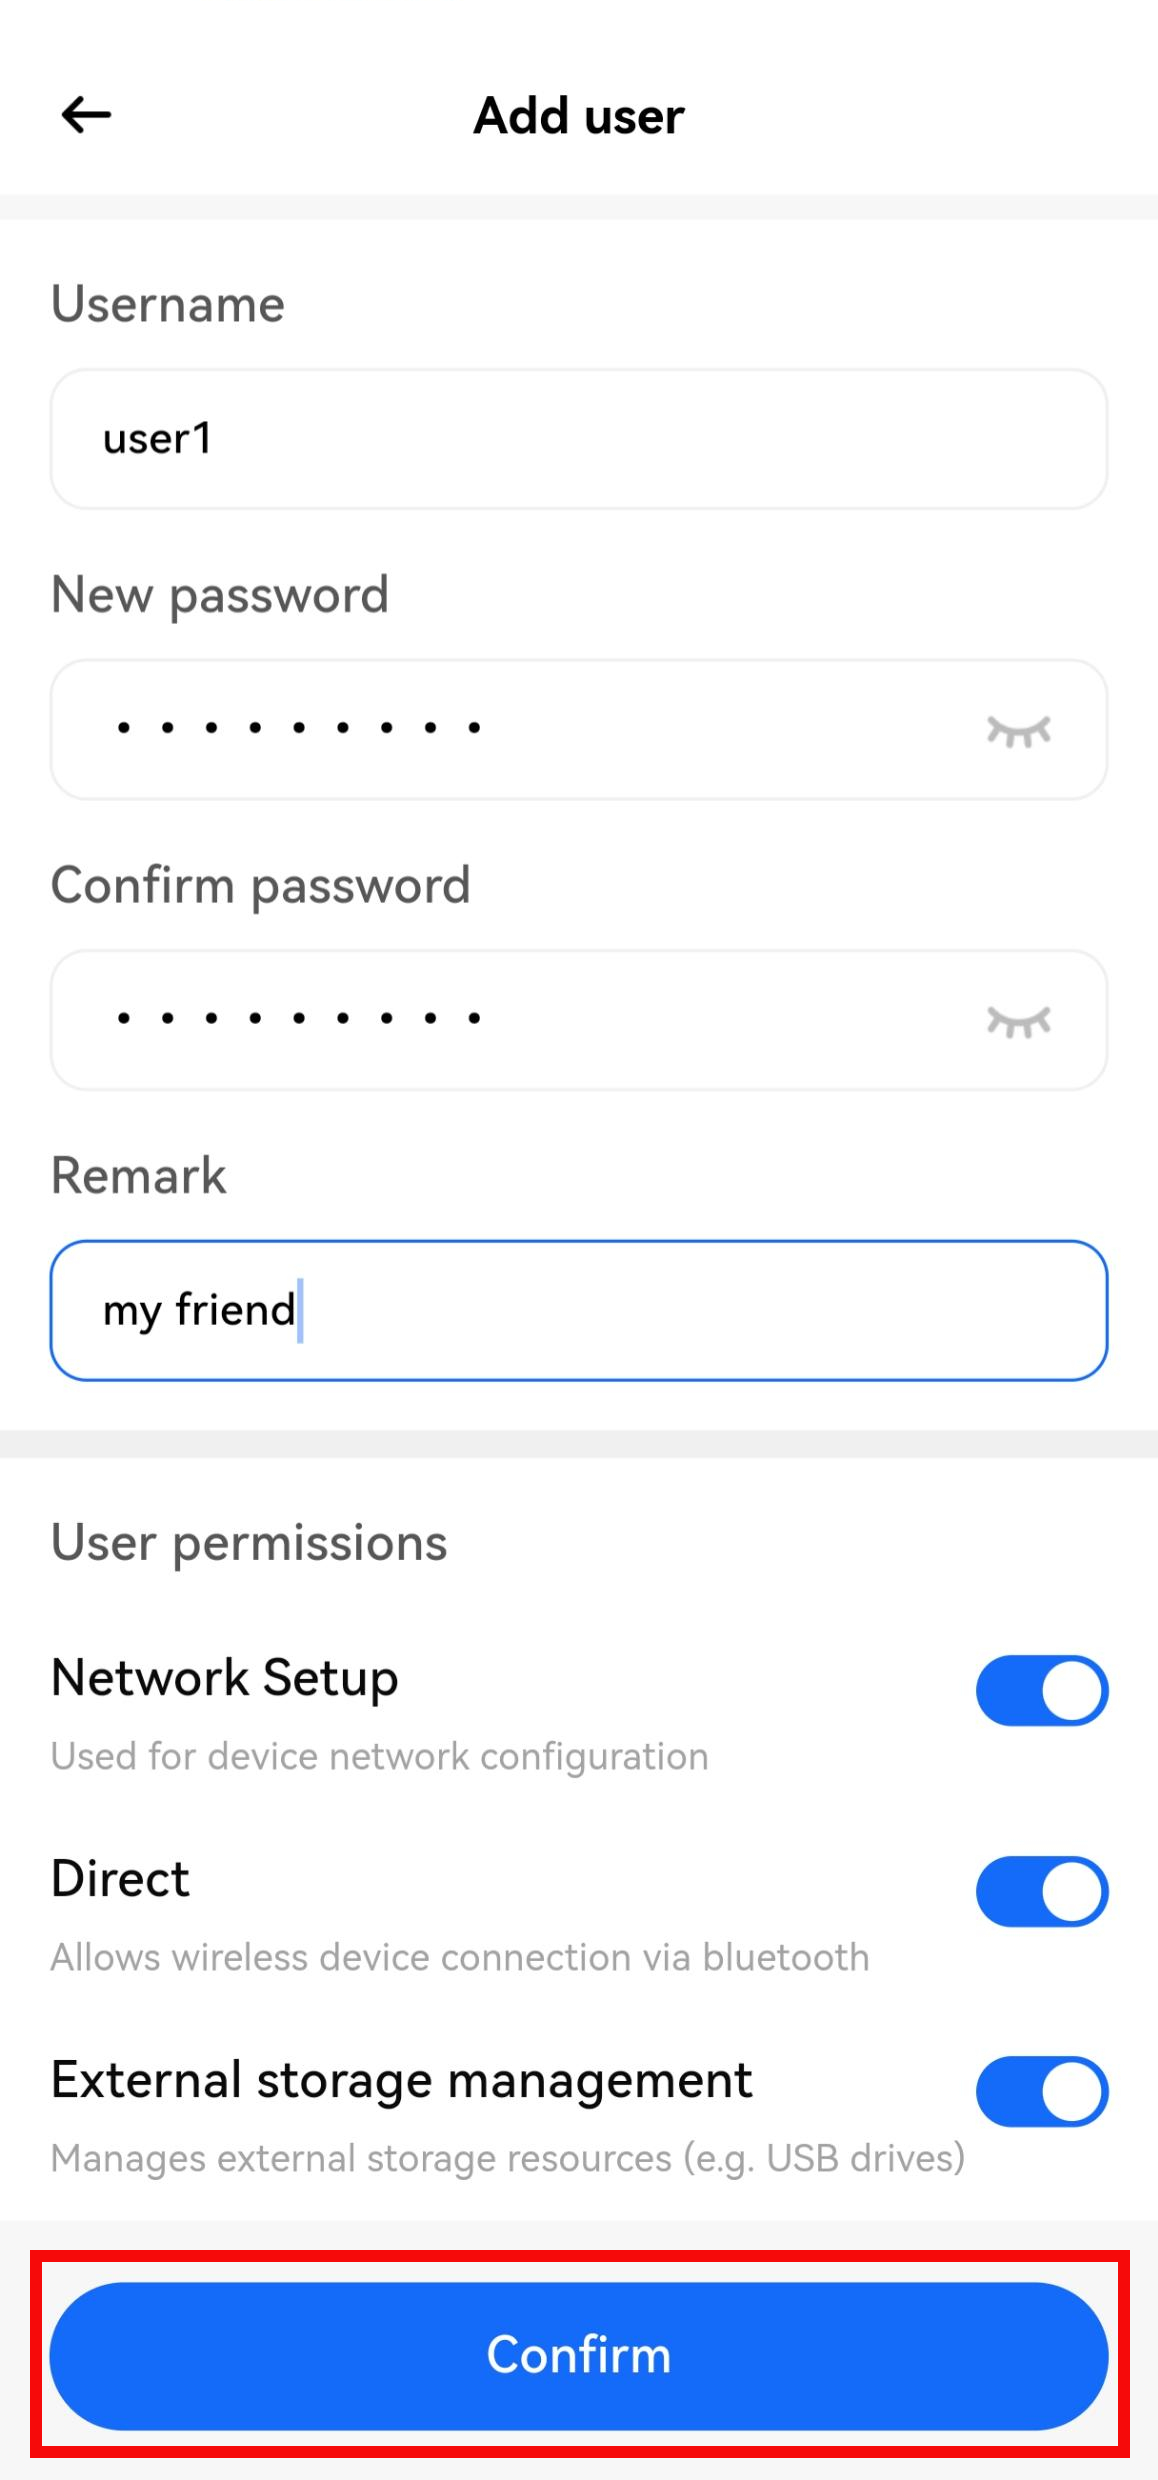 Add user
Username
user1
New password
• • • • • • • • •
Confirm password
• • • • • • • • •
Remark
my friend
User permissions
Network Setup
Used for device network configuration
Direct
Allows wireless device connection via bluetooth
External storage management
Manages external storage resources (e.g. USB drives)
Confirm